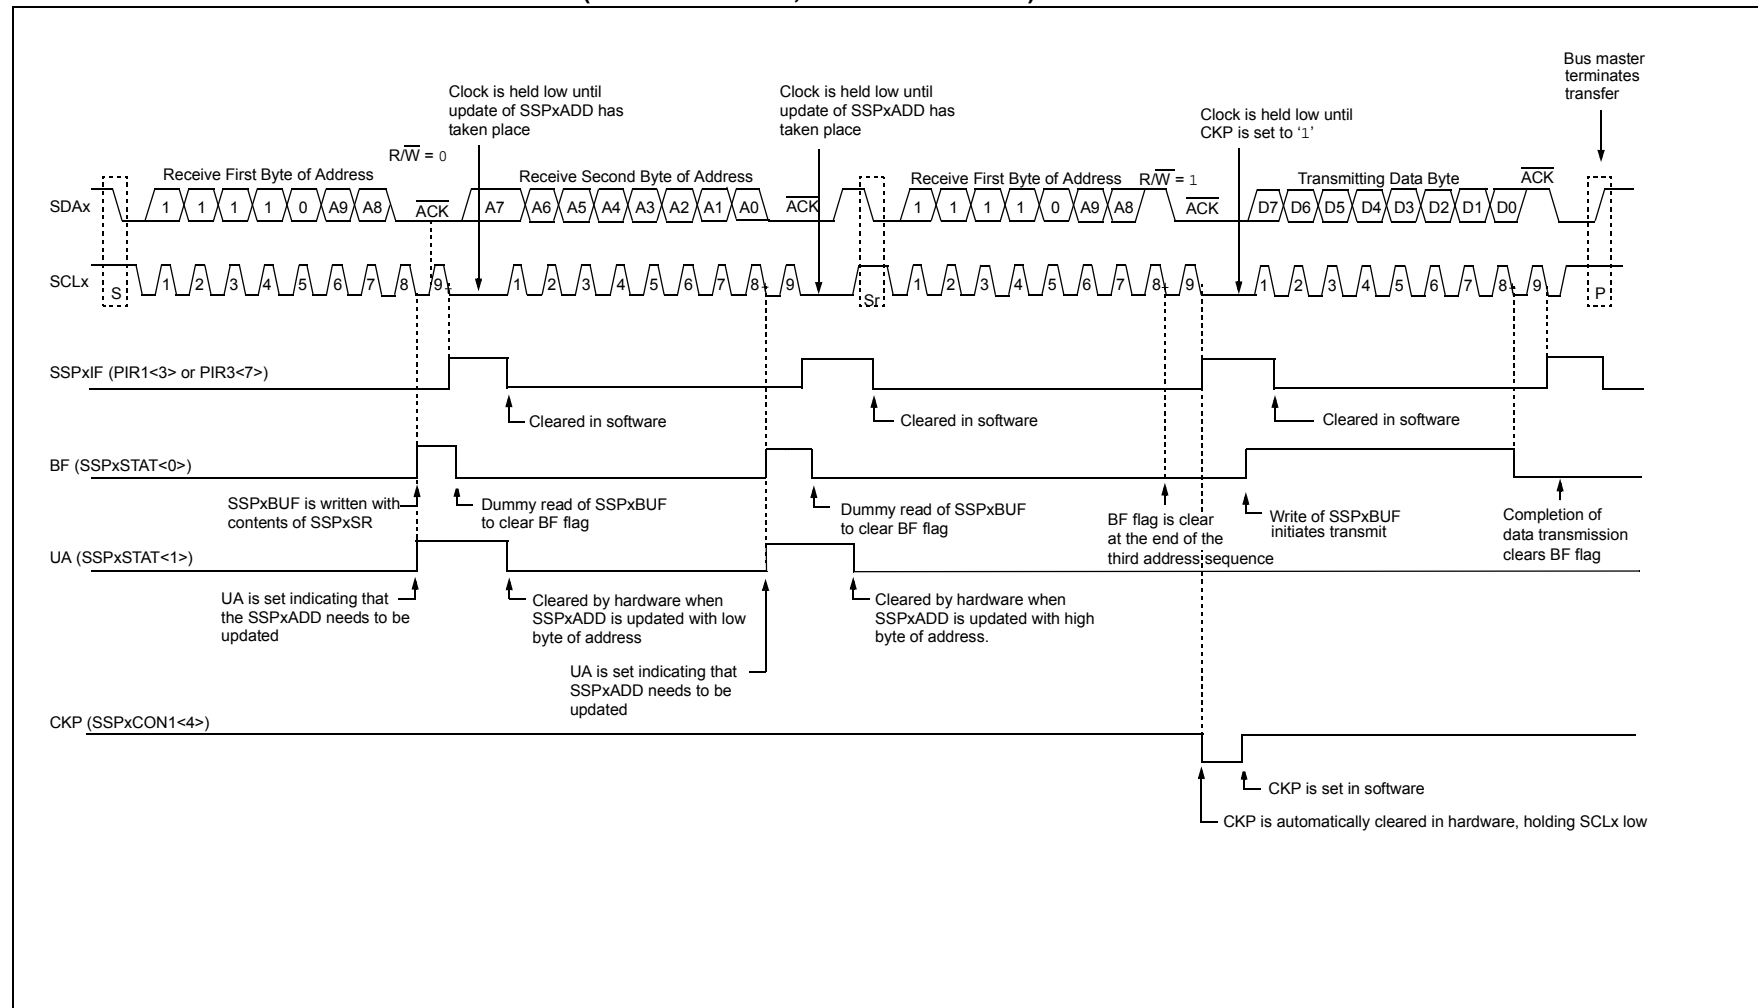 Bus master
terminates
transfer
Clock is held low until
update of SSPxADD has
taken place
Clock is held low until
update of SSPxADD has
taken place
Clock is held low until
CKP is set to ‘1’
R/W = 0
Receive First Byte of Address
Receive Second Byte of Address
Receive First Byte of Address
R/W = 1
Transmitting Data Byte
ACK
SDAx
1 1 1 1 0 A9 A8 ACK A7 A6 A5 A4 A3 A2 A1 A0 ACK 1 1 1 1 0 A9 A8 ACK D7 D6 D5 D4 D3 D2 D1 D0
SCLx
S 1 2 3 4 5 6 7 8 9 1 2 3 4 5 6 7 8 9 Sr 1 2 3 4 5 6 7 8 9 1 2 3 4 5 6 7 8 9 P
SSPxIF (PIR1<3> or PIR3<7>)
Cleared in software
Cleared in software
Cleared in software
BF (SSPxSTAT<0>)
SSPxBUF is written with
contents of SSPxSR
Dummy read of SSPxBUF
to clear BF flag
Dummy read of SSPxBUF
to clear BF flag
BF flag is clear
at the end of the
third address sequence
Write of SSPxBUF
initiates transmit
Completion of
data transmission
clears BF flag
UA (SSPxSTAT<1>)
UA is set indicating that
the SSPxADD needs to be
updated
Cleared by hardware when
SSPxADD is updated with low
byte of address
Cleared by hardware when
SSPxADD is updated with high
byte of address.
UA is set indicating that
SSPxADD needs to be
updated
CKP (SSPxCON1<4>)
CKP is set in software
CKP is automatically cleared in hardware, holding SCLx low